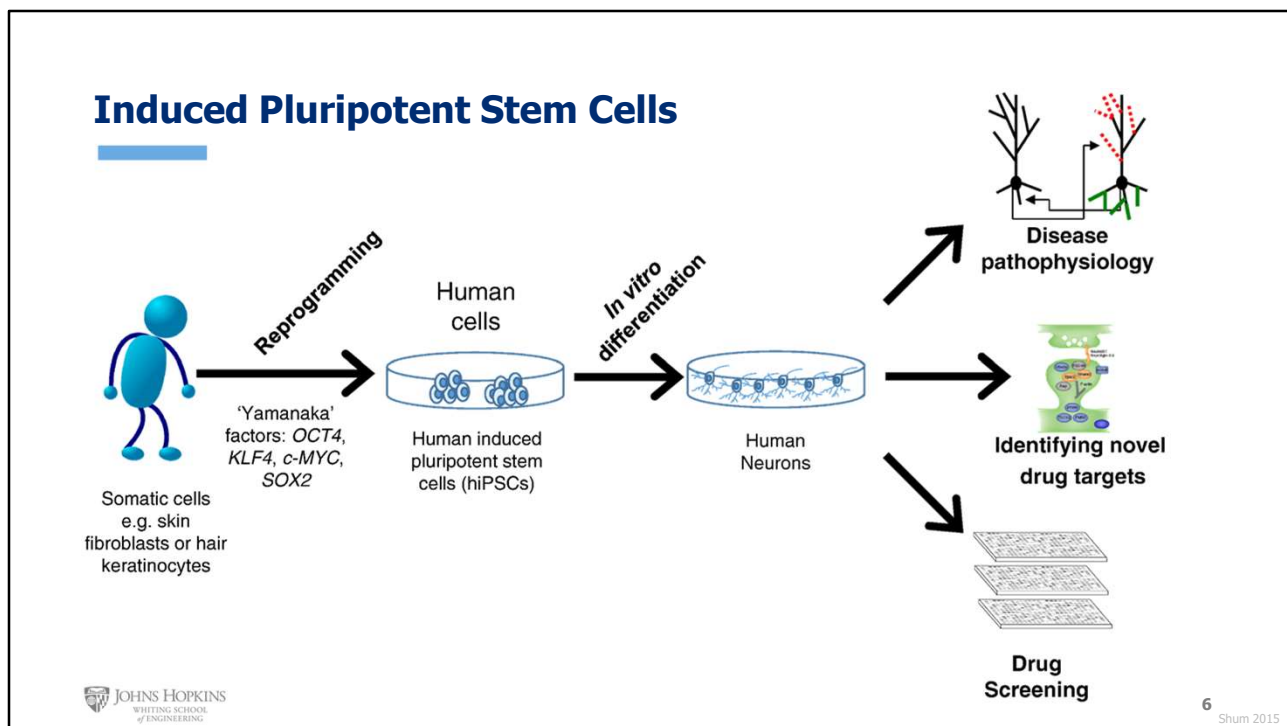 Induced Pluripotent Stem Cells
Reprogramming
Human
cells
In vitro
differentiation
Disease
pathophysiology
'Yamanaka'
factors: OCT4,
KLF4, c-MYC,
SOX2
Human induced
pluripotent stem
cells (hiPSCs)
Human
Neurons
Identifying novel
drug targets
Somatic cells
e.g. skin
fibroblasts or hair
keratinocytes
Drug
Screening
JOHNS HOPKINS
WHITING SCHOOL
of ENGINEERING
6
Shum 2015